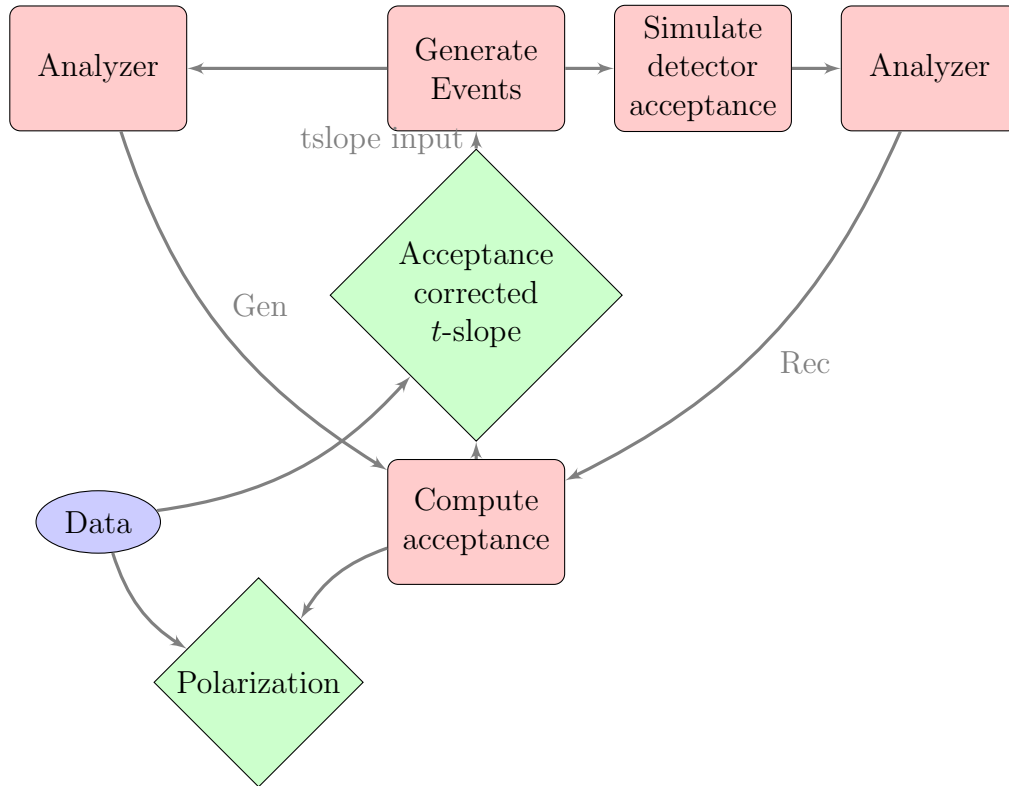 Analyzer
Generate
Events
Simulate
detector
acceptance
Analyzer
tslope input
Acceptance
corrected
t-slope
Gen
Rec
Compute
acceptance
Data
Polarization